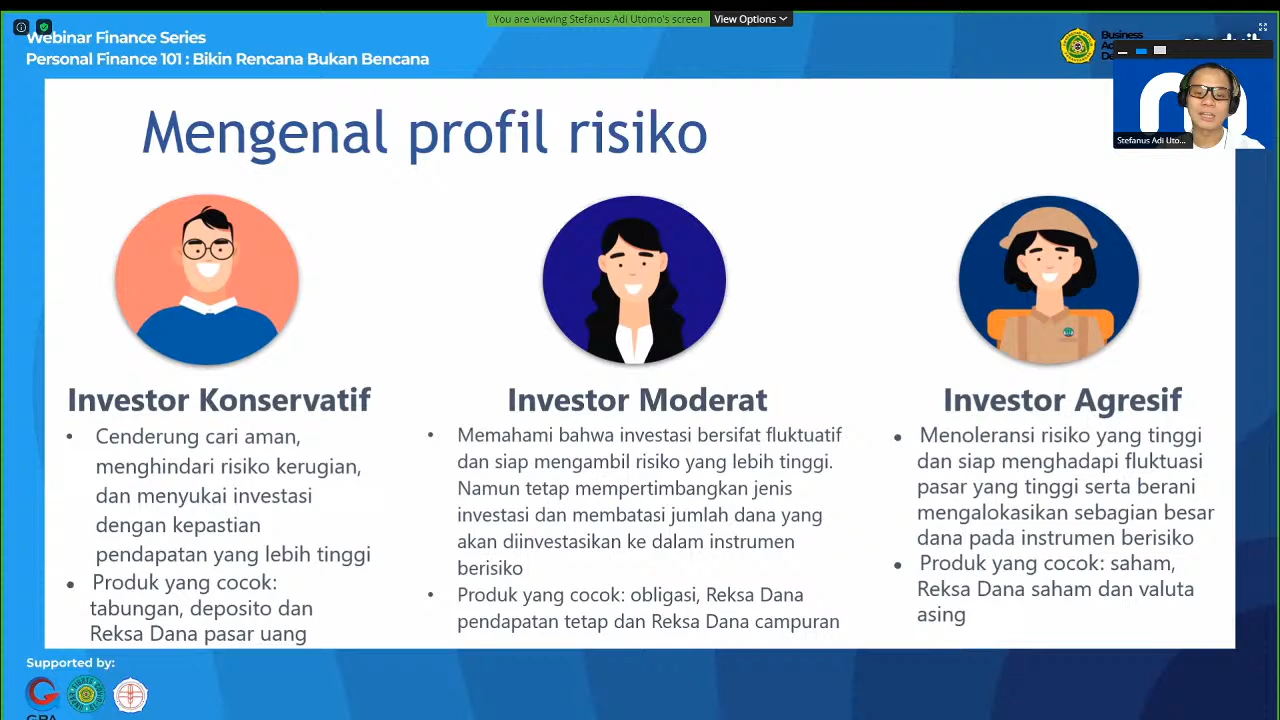 You are viewing Stefanus Adi Utomo's screen
View Options
Webinar Finance Series
Personal Finance 101 : Bikin Rencana Bukan Bencana
Business
Stefanus Adi Uto...
Mengenal profil risiko
Investor Konservatif
• Cenderung cari aman,
menghindari risiko kerugian,
dan menyukai investasi
dengan kepastian
pendapatan yang lebih tinggi
• Produk yang cocok:
tabungan, deposito dan
Reksa Dana pasar uang
Investor Moderat
• Memahami bahwa investasi bersifat fluktuatif
dan siap mengambil risiko yang lebih tinggi.
Namun tetap mempertimbangkan jenis
investasi dan membatasi jumlah dana yang
akan diinvestasikan ke dalam instrumen
berisiko
• Produk yang cocok: obligasi, Reksa Dana
pendapatan tetap dan Reksa Dana campuran
Investor Agresif
• Menoleransi risiko yang tinggi
dan siap menghadapi fluktuasi
pasar yang tinggi serta berani
mengalokasikan sebagian besar
dana pada instrumen berisiko
• Produk yang cocok: saham,
Reksa Dana saham dan valuta
asing
Supported by: